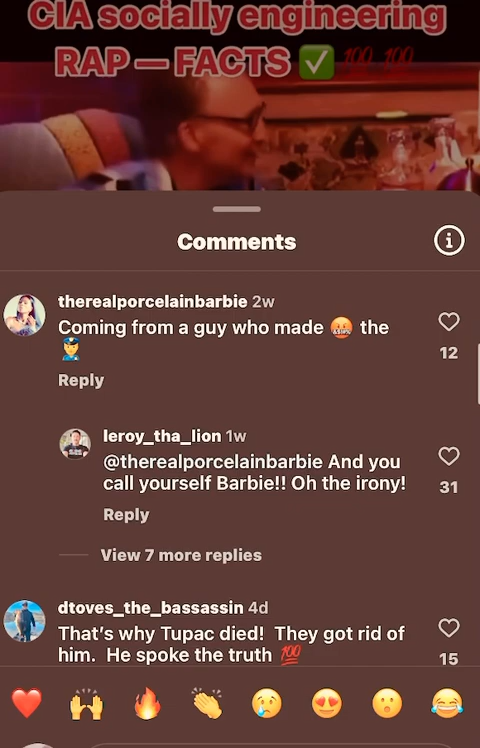 CIA socially engineering
RAP — FACTS ✅ 💯 💯
Comments
therealporcelainbarbie 2w
Coming from a guy who made 🤬 the
👮
12
Reply
leroy_tha_lion 1w
@therealporcelainbarbie And you
call yourself Barbie!! Oh the irony!
31
Reply
View 7 more replies
dtoves_the_bassassin 4d
That’s why Tupac died! They got rid of
him. He spoke the truth 💯
15
❤️ 🙌 🔥 👏 😢 😍 😮 😂